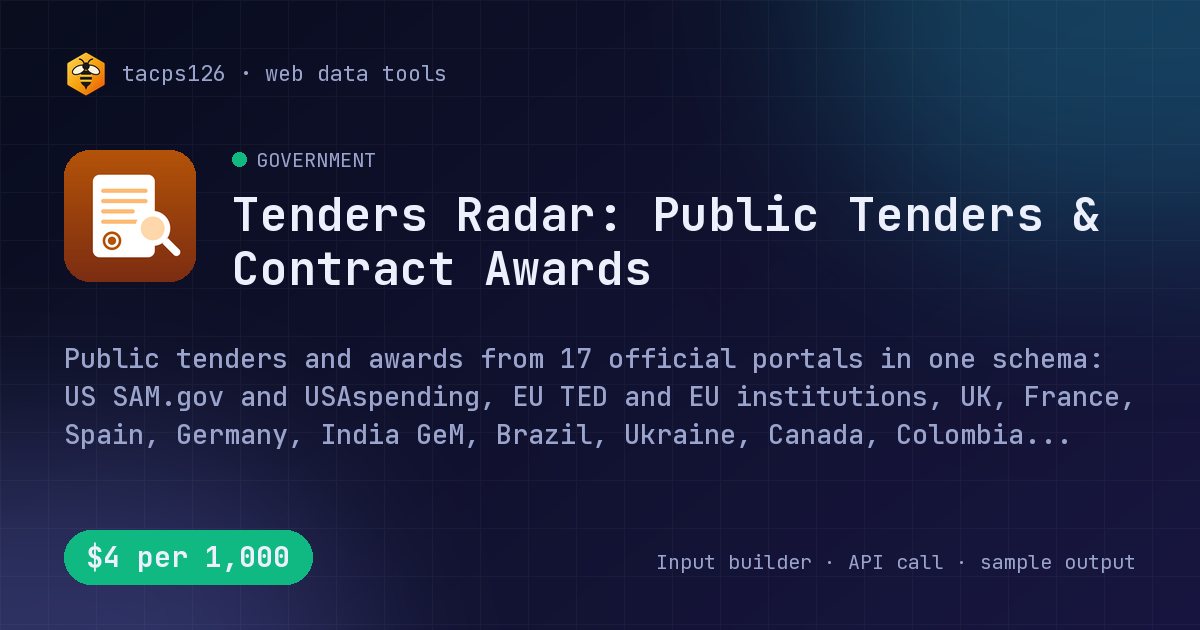 tacps126 · web data tools
GOVERNMENT
Tenders Radar: Public Tenders &
Contract Awards
Public tenders and awards from 17 official portals in one schema:
US SAM.gov and USAspending, EU TED and EU institutions, UK, France,
Spain, Germany, India GeM, Brazil, Ukraine, Canada, Colombia...
$4 per 1,000
Input builder · API call · sample output